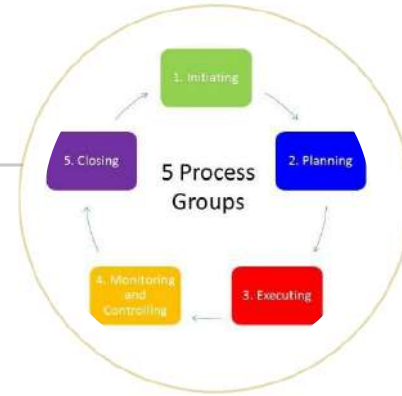 1. Initiating
5. Closing
5 Process
Groups
2. Planning
4. Monitoring
and
Controlling
3. Executing